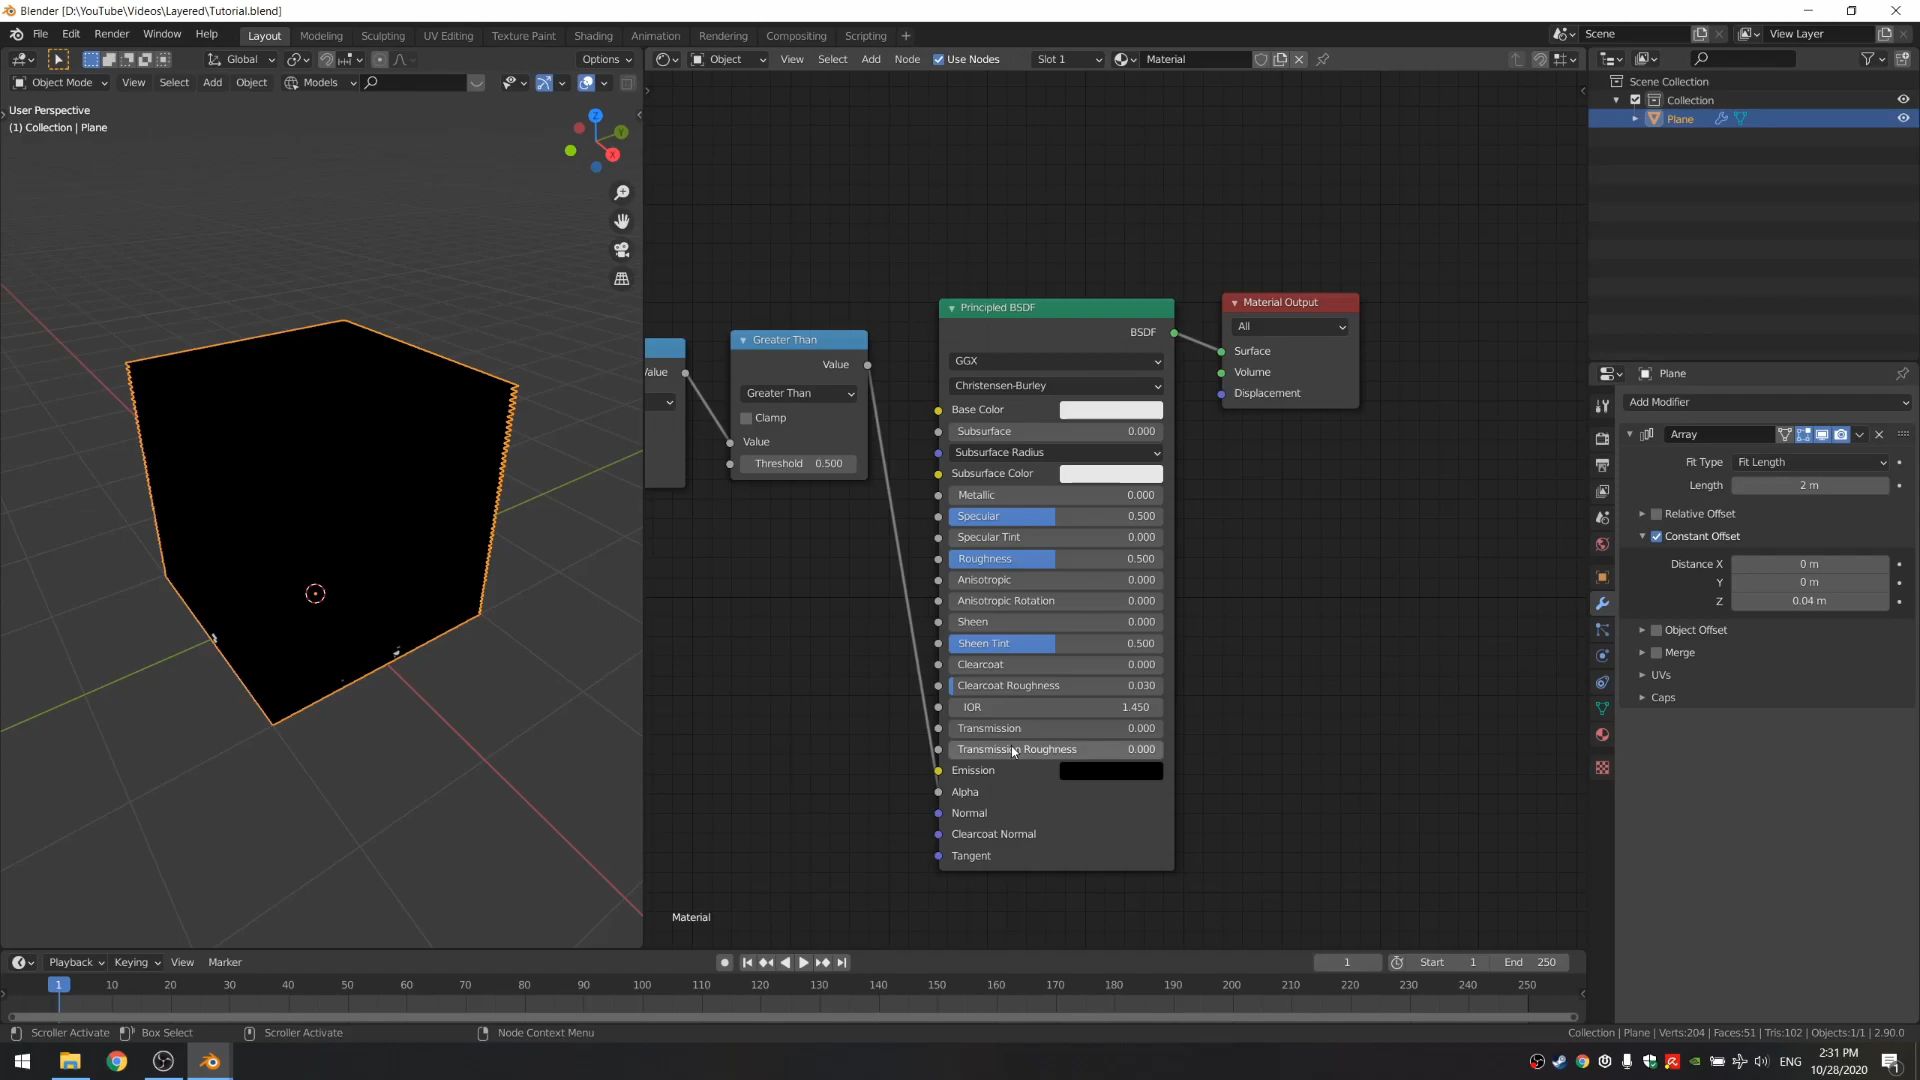 Blender [D:\YouTube\Videos\Layered\Tutorial.blend]
File Edit Render Window Help Layout Modeling Sculpting UV Editing Texture Paint Shading Animation Rendering Compositing Scripting + Scene View Layer
Global Options Object View Select Add Node Use Nodes Slot 1 Material
Object Mode View Select Add Object Models
User Perspective
(1) Collection | Plane
Z
Y
X
Scene Collection
Collection
Plane
Value
Greater Than
Value
Greater Than
Clamp
Value
Threshold 0.500
Principled BSDF
BSDF
GGX
Christensen-Burley
Base Color
Subsurface 0.000
Subsurface Radius
Subsurface Color
Metallic 0.000
Specular 0.500
Specular Tint 0.000
Roughness 0.500
Anisotropic 0.000
Anisotropic Rotation 0.000
Sheen 0.000
Sheen Tint 0.500
Clearcoat 0.000
Clearcoat Roughness 0.030
IOR 1.450
Transmission 0.000
Transmission Roughness 0.000
Emission
Alpha
Normal
Clearcoat Normal
Tangent
Material Output
All
Surface
Volume
Displacement
Material
Plane
Add Modifier
Array
Fit Type Fit Length
Length 2 m
Relative Offset
Constant Offset
Distance X 0 m
Y 0 m
Z 0.04 m
Object Offset
Merge
UVs
Caps
Playback Keying View Marker 1 Start 1 End 250
1 10 20 30 40 50 60 70 80 90 100 110 120 130 140 150 160 170 180 190 200 210 220 230 240 250
Scroller Activate Box Select Scroller Activate Node Context Menu Collection | Plane | Verts:204 | Faces:51 | Tris:102 | Objects:1/1 | 2.90.0
ENG 2:31 PM
10/28/2020
1